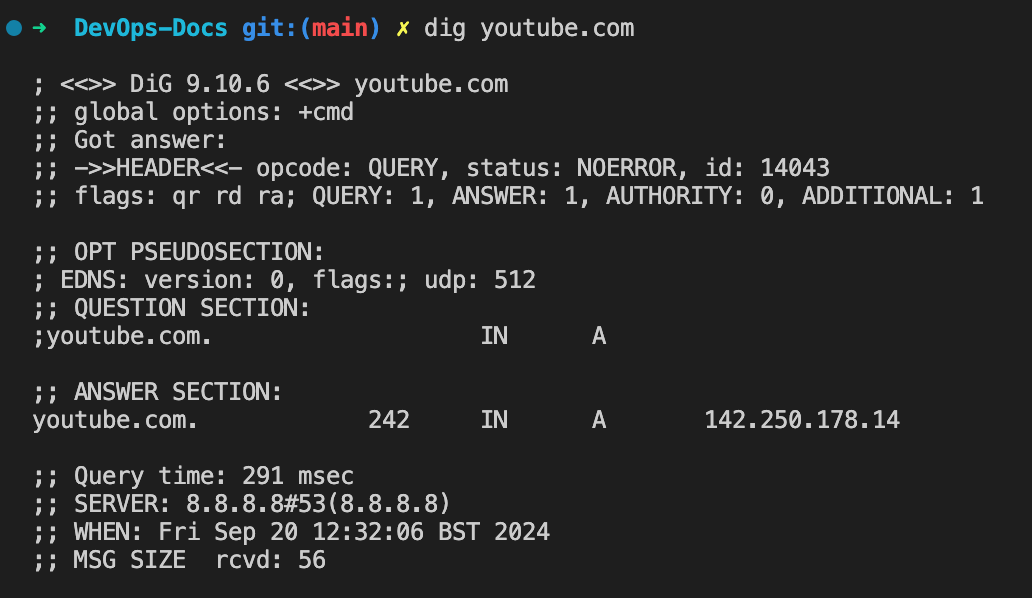 ➜ DevOps-Docs git:(main) ✗ dig youtube.com

; <<>> DiG 9.10.6 <<>> youtube.com
;; global options: +cmd
;; Got answer:
;; ->>HEADER<<- opcode: QUERY, status: NOERROR, id: 14043
;; flags: qr rd ra; QUERY: 1, ANSWER: 1, AUTHORITY: 0, ADDITIONAL: 1

;; OPT PSEUDOSECTION:
; EDNS: version: 0, flags:; udp: 512
;; QUESTION SECTION:
;youtube.com. IN A

;; ANSWER SECTION:
youtube.com. 242 IN A 142.250.178.14

;; Query time: 291 msec
;; SERVER: 8.8.8.8#53(8.8.8.8)
;; WHEN: Fri Sep 20 12:32:06 BST 2024
;; MSG SIZE  rcvd: 56